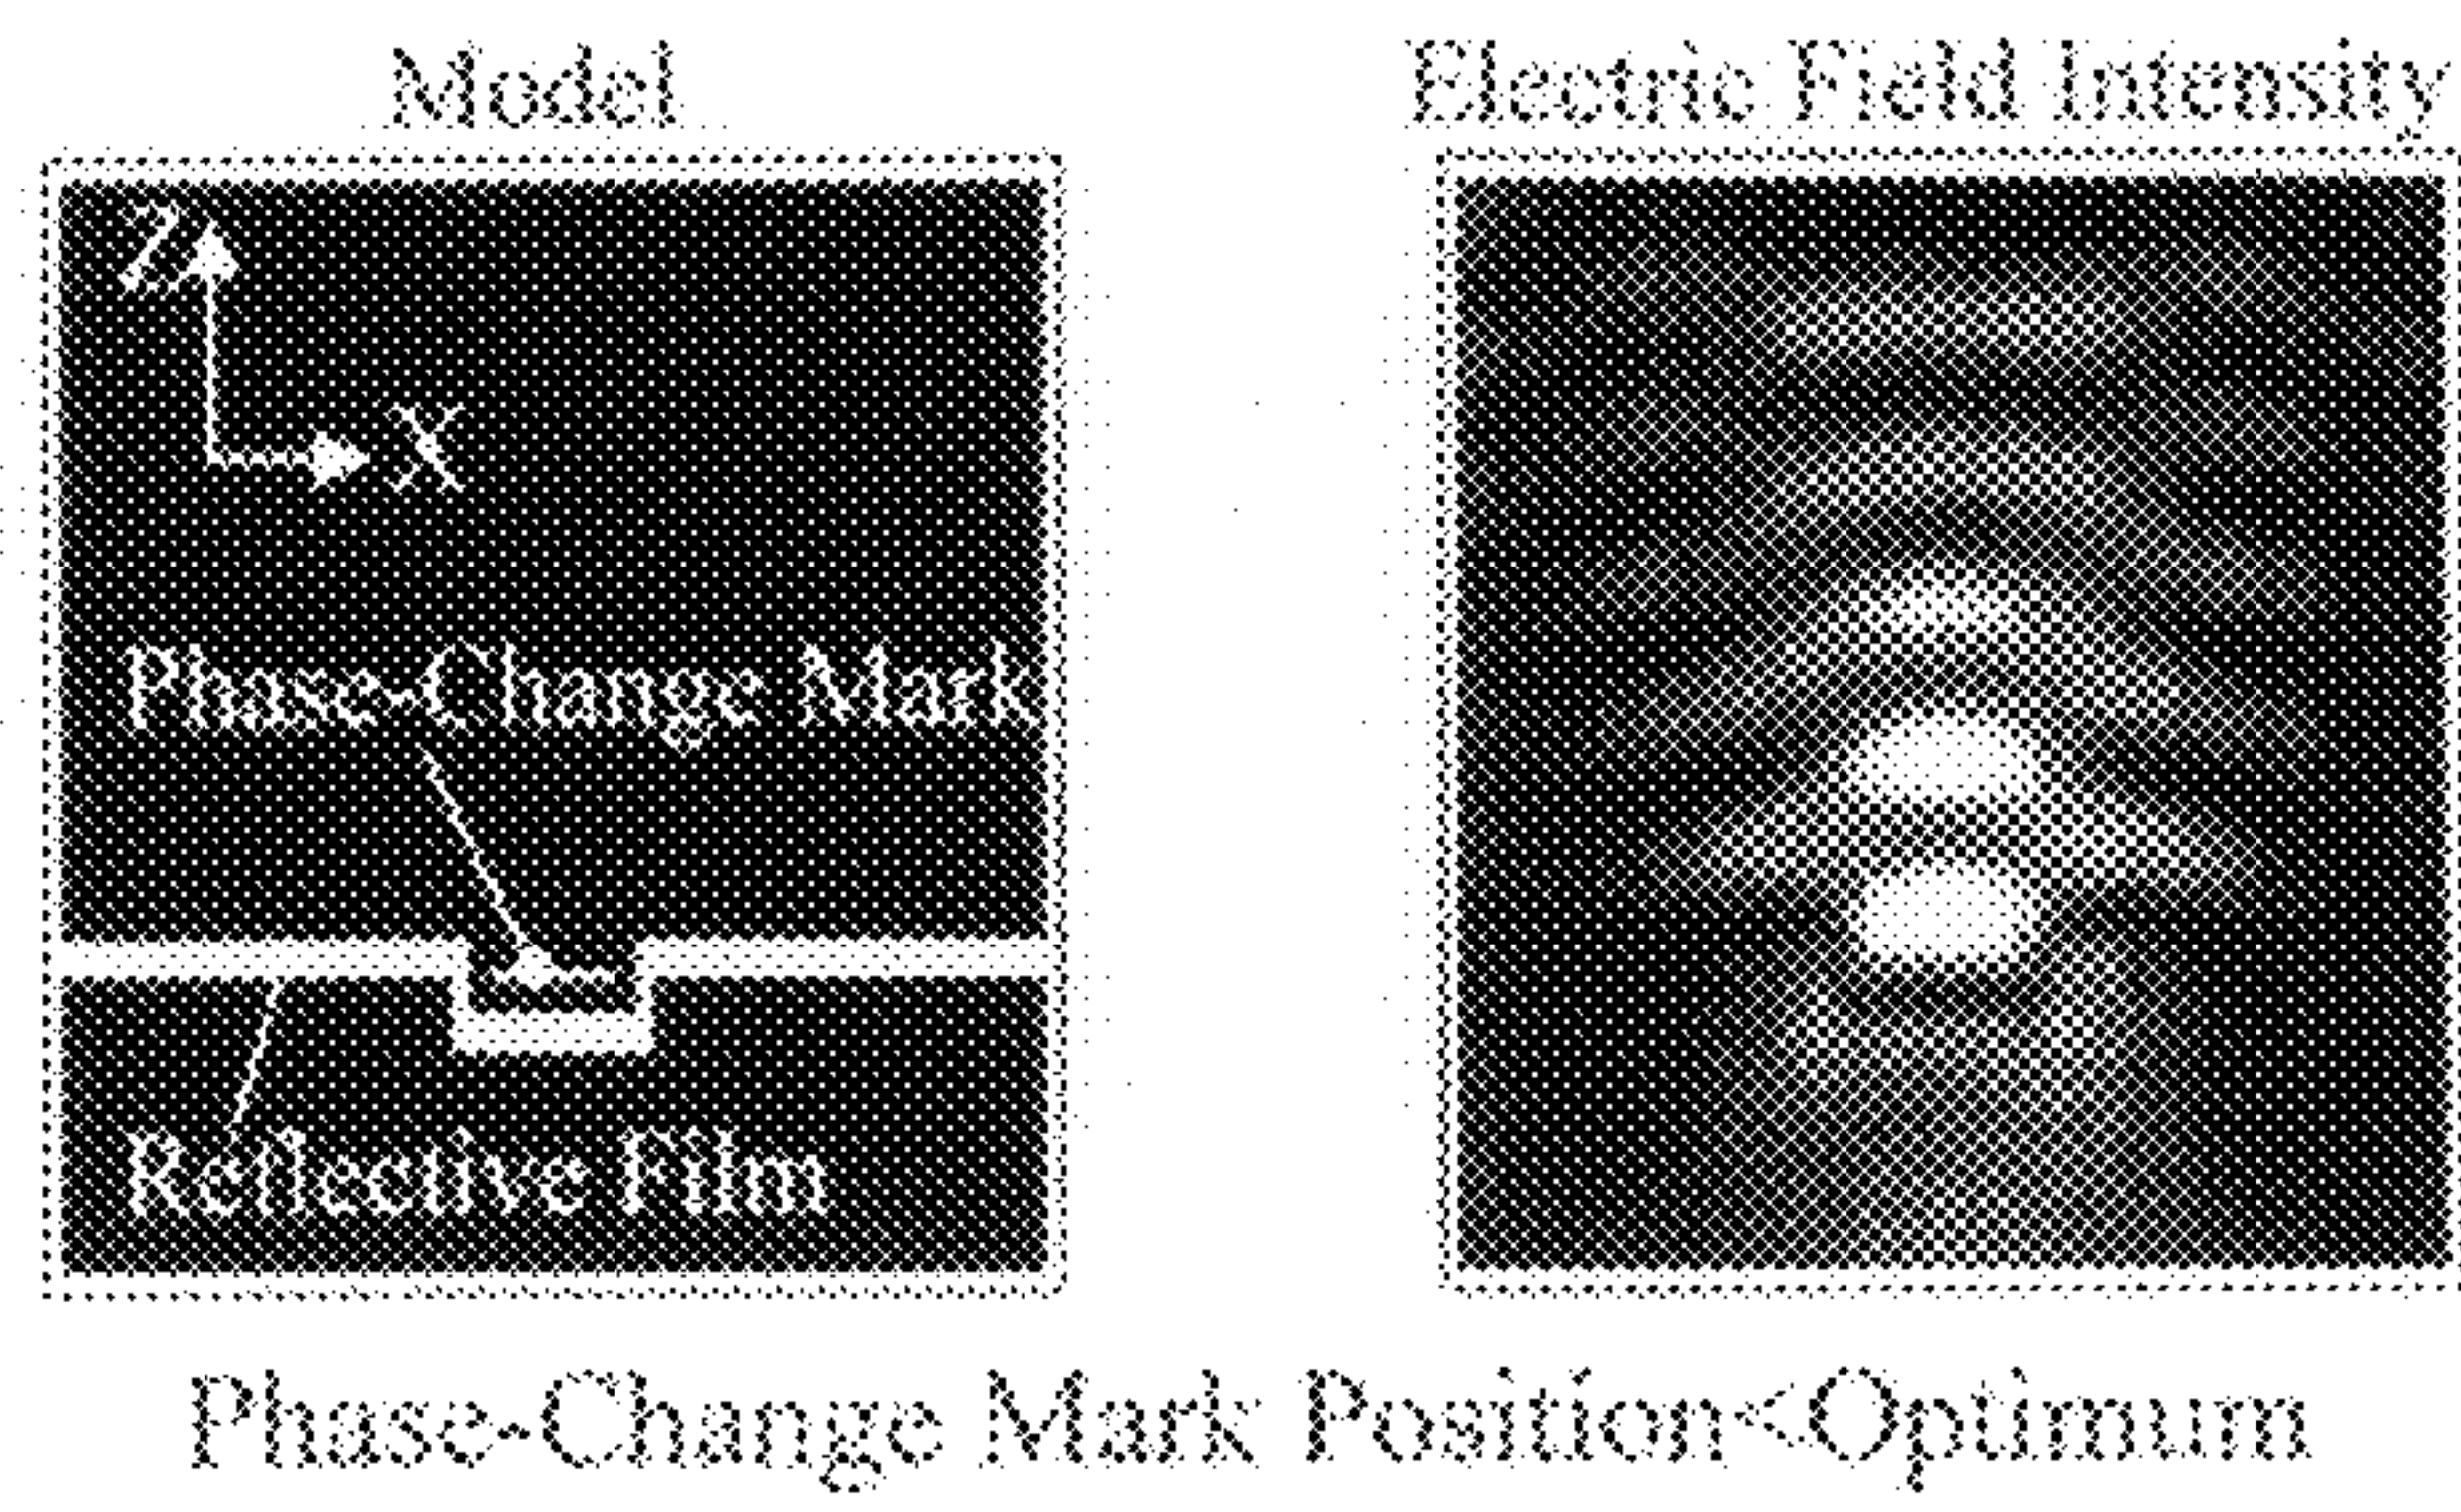 Model
Electric Field Intensity
Z
X
Phase-Change Mark
Reflective Film
Phase-Change Mark Position<Optimum